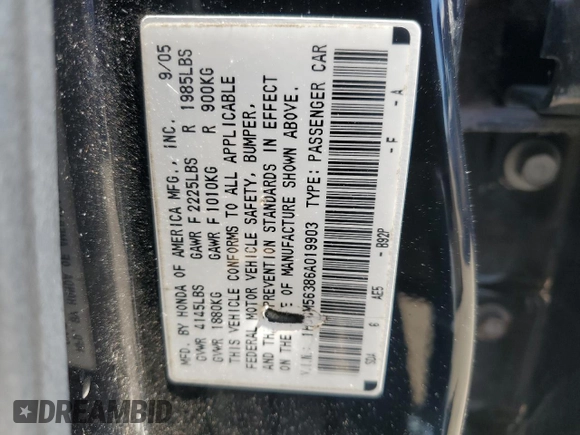 MFD. BY HONDA OF AMERICA MFG., INC. 9/05
GVWR 4145LBS GAWR F 2225LBS R 1985LBS
GVWR 1880KG GAWR F 1010KG R 900KG
THIS VEHICLE CONFORMS TO ALL APPLICABLE
FEDERAL MOTOR VEHICLE SAFETY, BUMPER,
AND PREVENTION STANDARDS IN EFFECT
ON THE OF MANUFACTURE SHOWN ABOVE.
V.I.N.: TYPE: PASSENGER CAR
SDA4 6 AE5 - B92P - F - A
DREAMBID